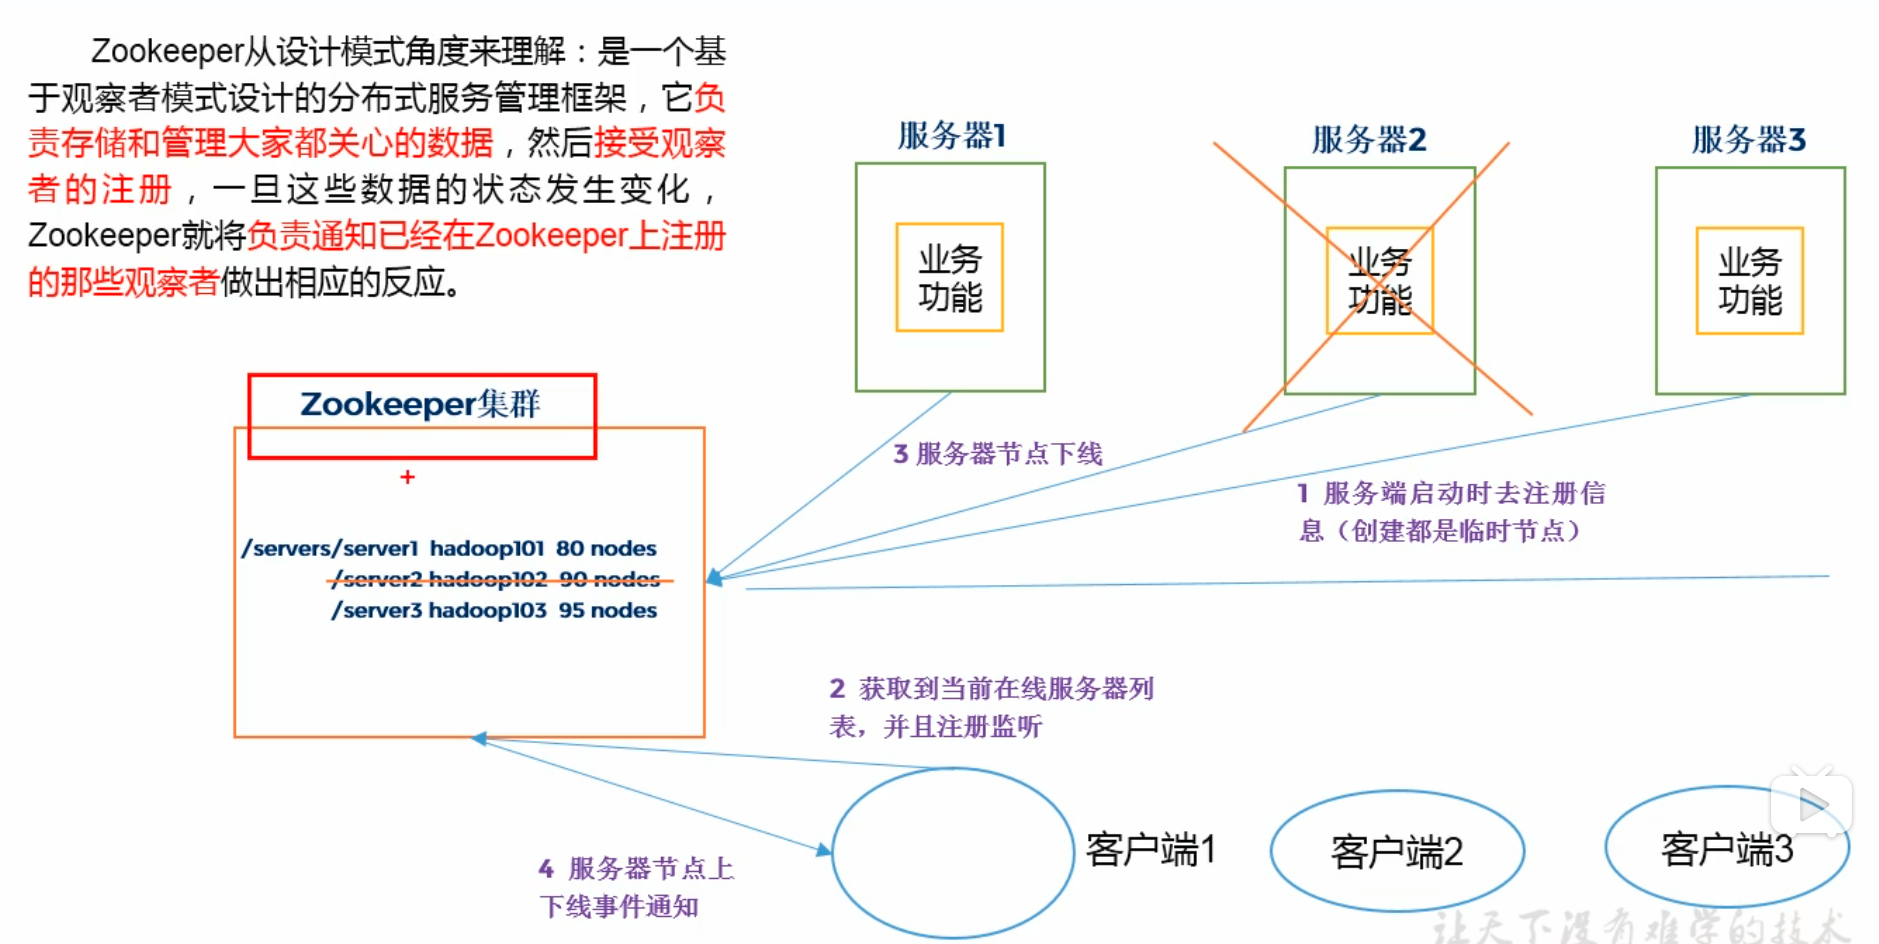 Zookeeper从设计模式角度来理解：是一个基
于观察者模式设计的分布式服务管理框架，它负
责存储和管理大家都关心的数据，然后接受观察
者的注册，一旦这些数据的状态发生变化，
Zookeeper就将负责通知已经在Zookeeper上注册
的那些观察者做出相应的反应。
服务器1
服务器2
服务器3
业务
功能
业务
功能
业务
功能
Zookeeper集群
+
3 服务器节点下线
1 服务端启动时去注册信
息（创建都是临时节点）
/servers/server1 hadoop101 80 nodes
/server2 hadoop102 90 nodes
/server3 hadoop103 95 nodes
2 获取到当前在线服务器列
表，并且注册监听
客户端1
客户端2
客户端3
4 服务器节点上
下线事件通知
让天下没有难学的技术